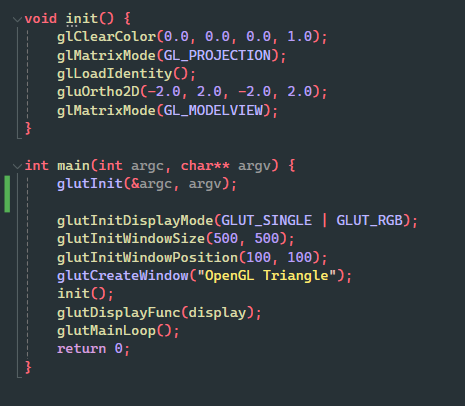 void init() {
    glClearColor(0.0, 0.0, 0.0, 1.0);
    glMatrixMode(GL_PROJECTION);
    glLoadIdentity();
    gluOrtho2D(-2.0, 2.0, -2.0, 2.0);
    glMatrixMode(GL_MODELVIEW);
}
int main(int argc, char** argv) {
    glutInit(&argc, argv);
    glutInitDisplayMode(GLUT_SINGLE | GLUT_RGB);
    glutInitWindowSize(500, 500);
    glutInitWindowPosition(100, 100);
    glutCreateWindow("OpenGL Triangle");
    init();
    glutDisplayFunc(display);
    glutMainLoop();
    return 0;
}